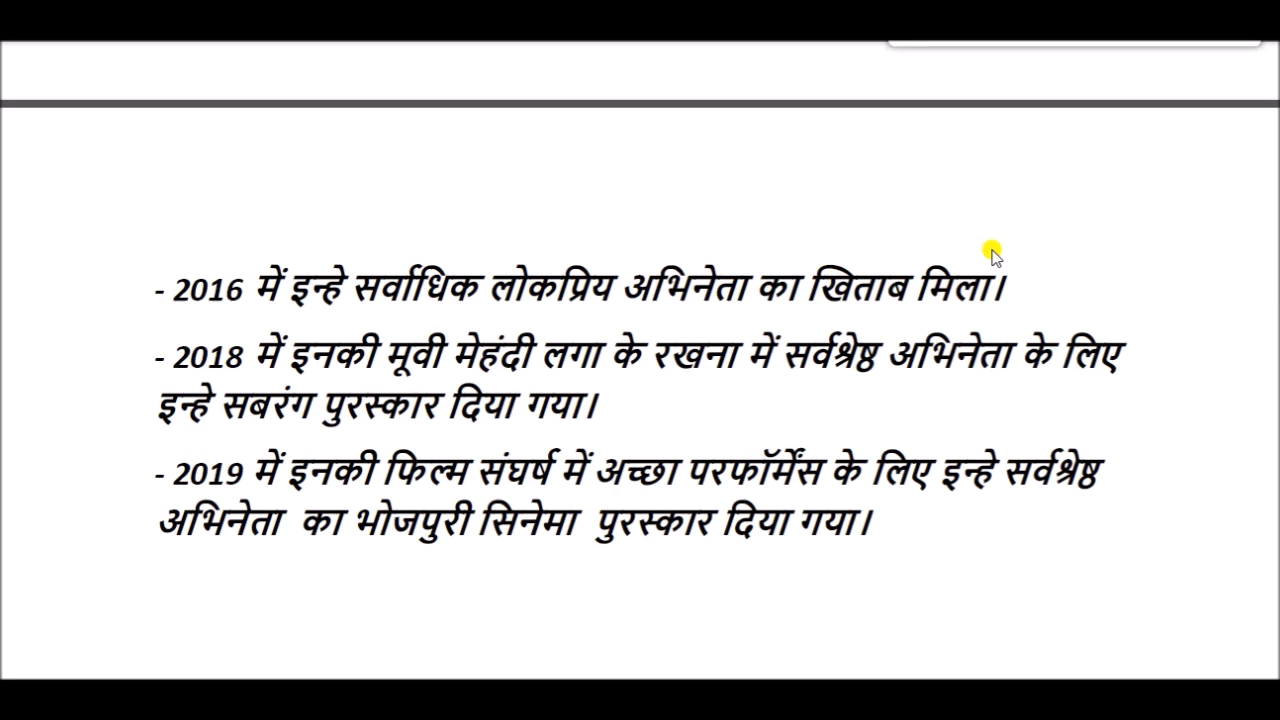 - 2016 में इन्हे सर्वाधिक लोकप्रिय अभिनेता का खिताब मिला।
- 2018 में इनकी मूवी मेहंदी लगा के रखना में सर्वश्रेष्ठ अभिनेता के लिए
इन्हे सबरंग पुरस्कार दिया गया।
- 2019 में इनकी फिल्म संघर्ष में अच्छा परफॉर्मेंस के लिए इन्हे सर्वश्रेष्ठ
अभिनेता का भोजपुरी सिनेमा पुरस्कार दिया गया।